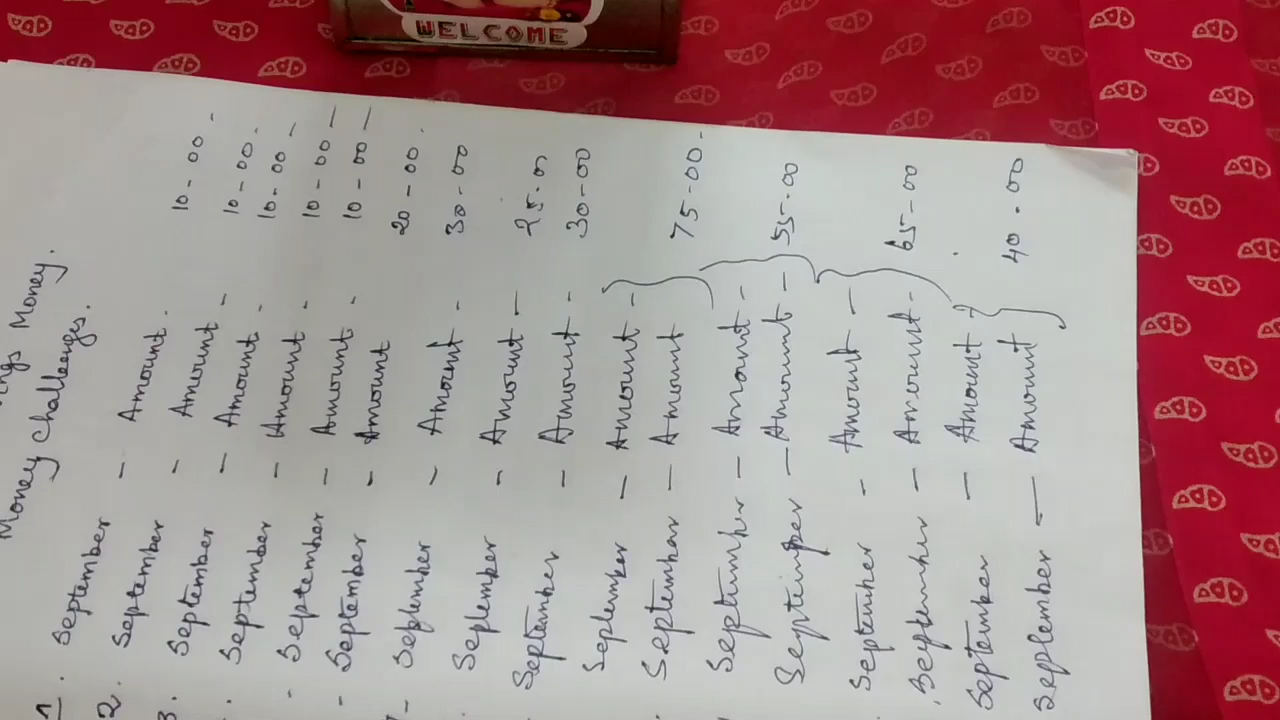 Money.
Money challenges.
1. September - Amount. 10-00 -
2. September - Amount - 10-00.
3. September - Amount. 10-00 -
September - Amount - 10-00 -
- September - Amount - 10-00 -
- September - Amount 20-00.
- September - Amount - 30-00
September - Amount - 25.00
September - Amount - 30-00
September - Amount -
September - Amount 75-00 -
September - Amount -
September - Amount - 55.00
September - Amount -
September - Amount - 65-00
September - Amount
September - Amount 40.00
WELCOME